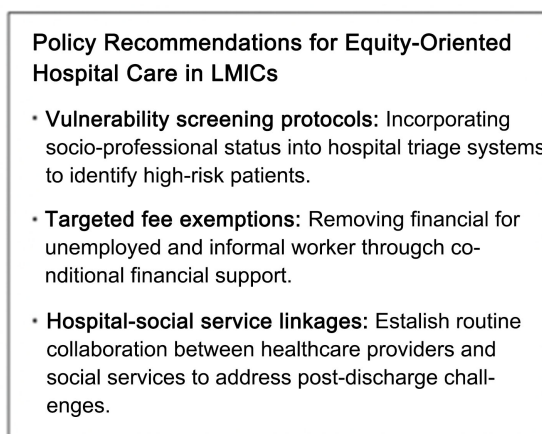 Policy Recommendations for Equity-Oriented
Hospital Care in LMICs
• Vulnerability screening protocols: Incorporating
socio-professional status into hospital triage systems
to identify high-risk patients.
• Targeted fee exemptions: Removing financial for
unemployed and informal worker througch co-
nditional financial support.
• Hospital-social service linkages: Estalish routine
collaboration between healthcare providers and
social services to address post-discharge chall-
enges.